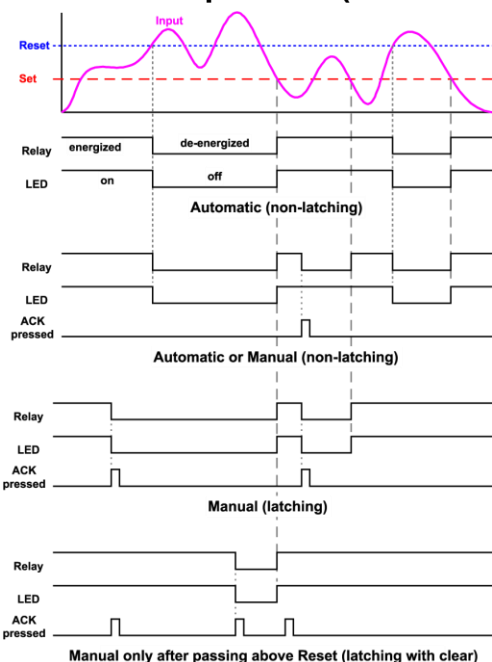 Input
Reset
Set
Relay energized de-energized
LED on off
Automatic (non-latching)
Relay
LED
ACK
pressed
Automatic or Manual (non-latching)
Relay
LED
ACK
pressed
Manual (latching)
Relay
LED
ACK
pressed
Manual only after passing above Reset (latching with clear)